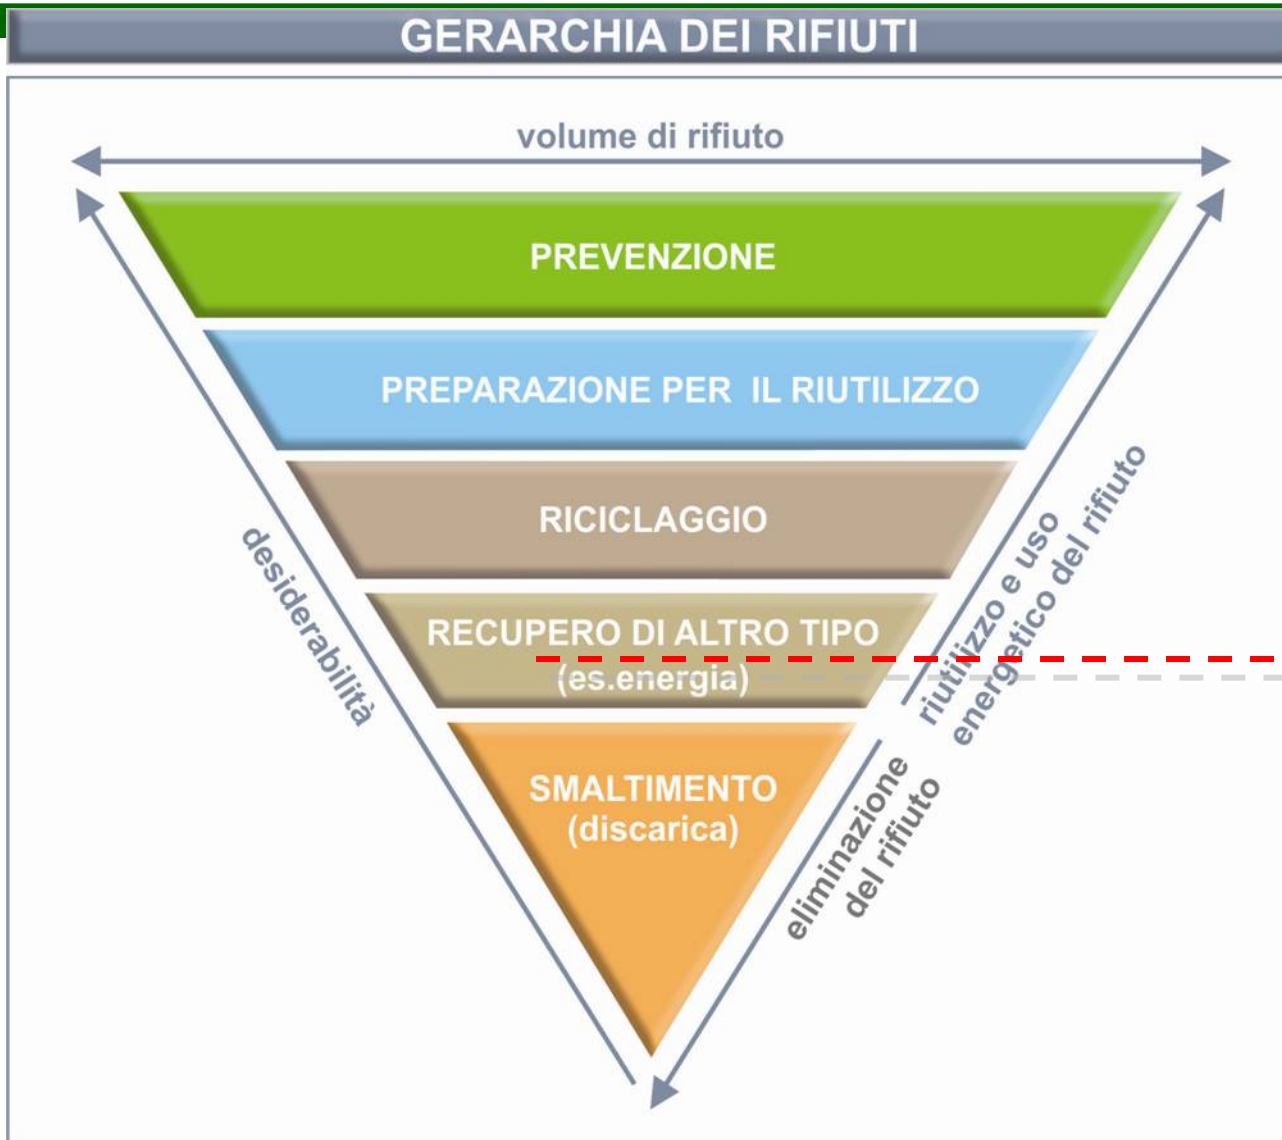 GERARCHIA DEI RIFIUTI
volume di rifiuto
PREVENZIONE
PREPARAZIONE PER IL RIUTILIZZO
RICICLAGGIO
RECUPERO DI ALTRO TIPO
(es.energia)
SMALTIMENTO
(discarica)
desiderabilità
riutilizzo e uso
energetico del rifiuto
eliminazione
del rifiuto